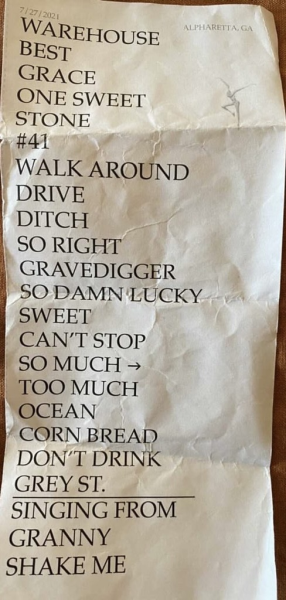 7/27/2021
ALPHARETTA, GA
WAREHOUSE
BEST
GRACE
ONE SWEET
STONE
#41
WALK AROUND
DRIVE
DITCH
SO RIGHT
GRAVEDIGGER
SO DAMN LUCKY
SWEET
CAN'T STOP
SO MUCH →
TOO MUCH
OCEAN
CORN BREAD
DON'T DRINK
GREY ST.
SINGING FROM
GRANNY
SHAKE ME